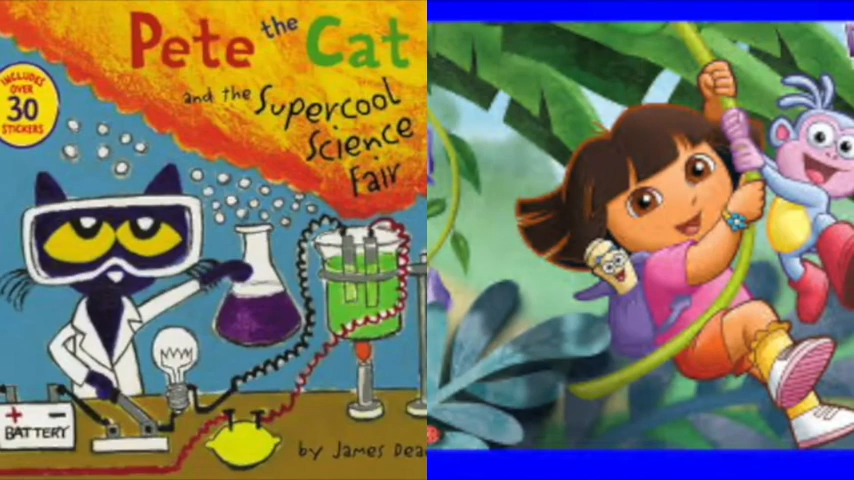 Pete the Cat
and the Supercool
Science
Fair
INCLUDES
OVER
30
STICKERS
+ -
BATTERY
by James Dea